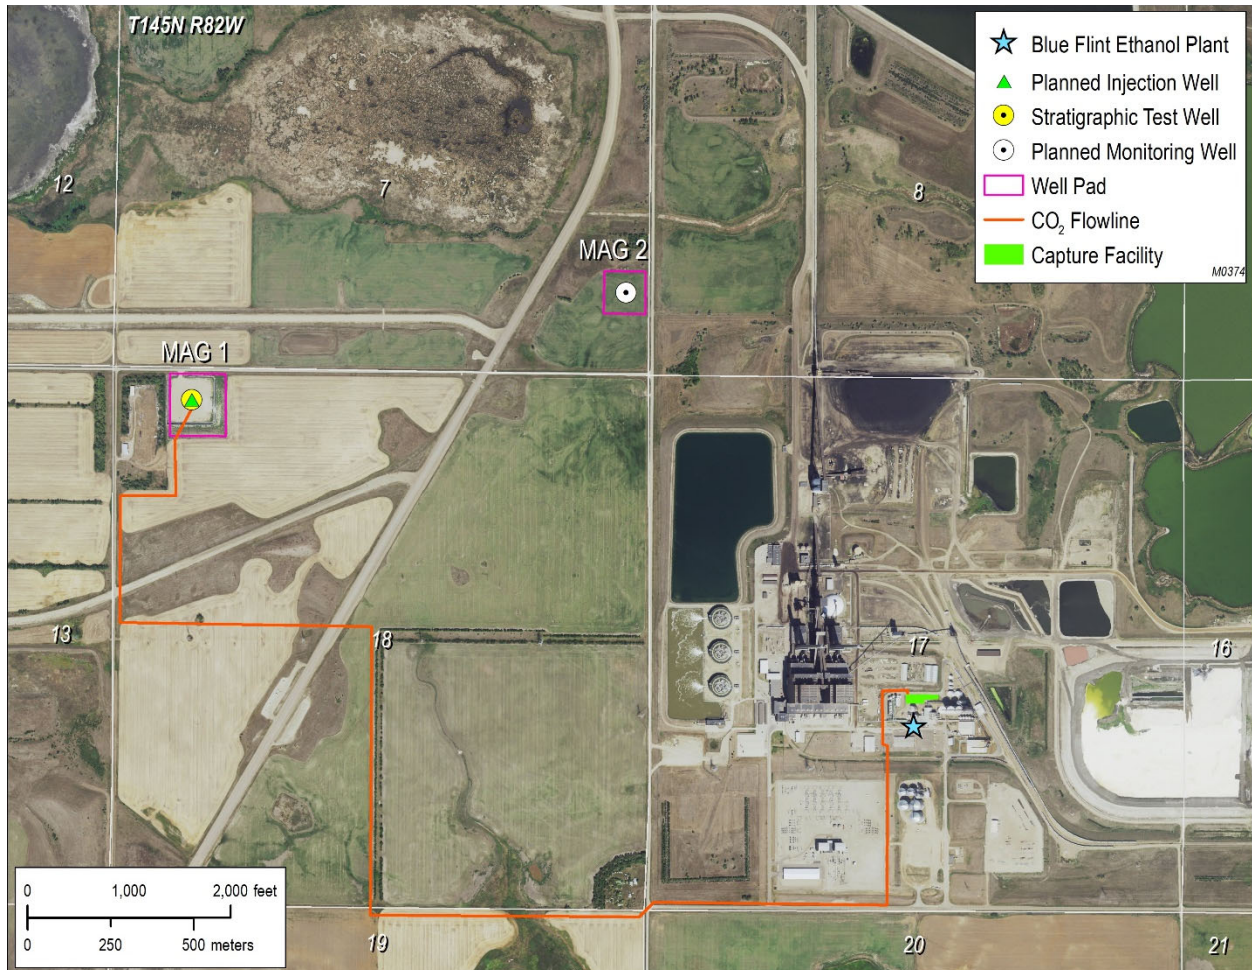 T145N R82W
Blue Flint Ethanol Plant
Planned Injection Well
Stratigraphic Test Well
Planned Monitoring Well
Well Pad
CO₂ Flowline
Capture Facility
M0374
12
7
8
MAG 2
MAG 1
13
18
17
16
0 1,000 2,000 feet
0 250 500 meters
19
20
21